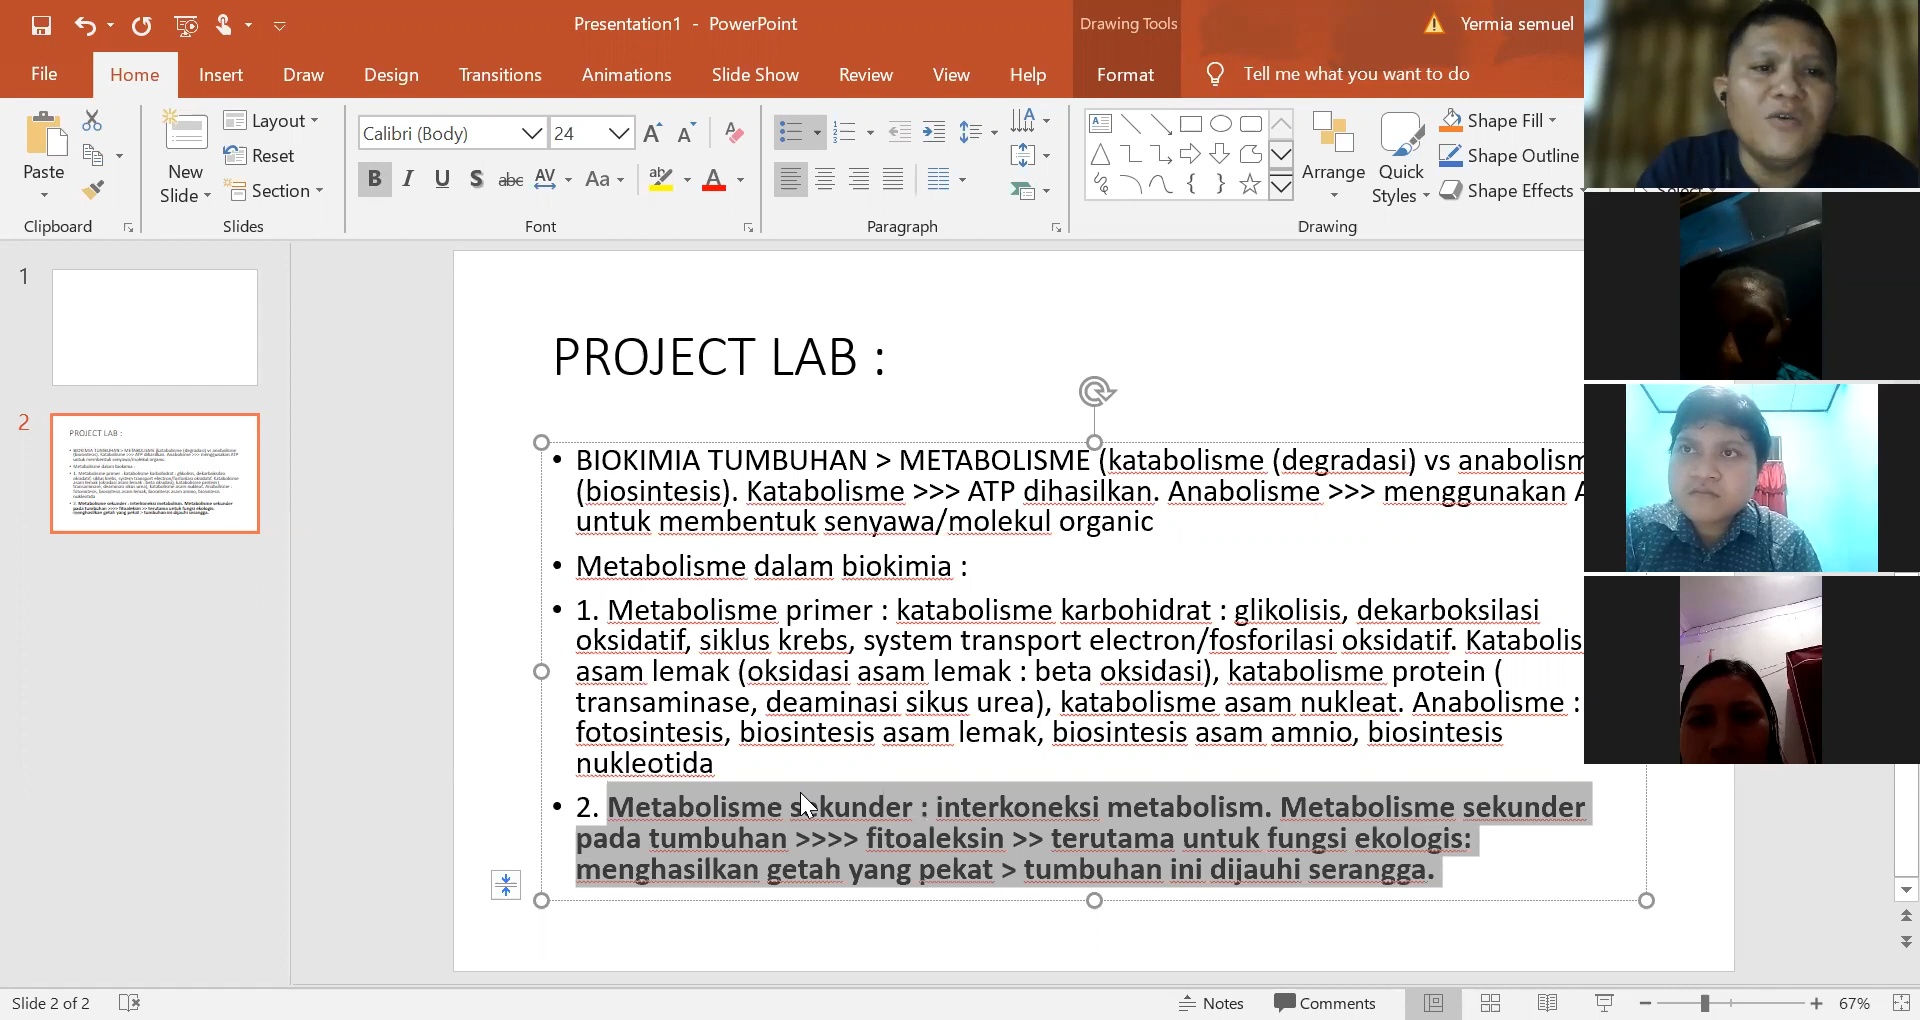 Presentation1 - PowerPoint
Drawing Tools
Yermia semuel
File Home Insert Draw Design Transitions Animations Slide Show Review View Help Format Tell me what you want to do
Paste
Clipboard
New Slide
Layout
Reset
Section
Slides
Calibri (Body) 24
Font
Paragraph
Arrange
Quick Styles
Shape Fill
Shape Outline
Shape Effects
Drawing
1
2
PROJECT LAB :
• BIOKIMIA TUMBUHAN > METABOLISME (katabolisme (degradasi) vs anabolism
(biosintesis). Katabolisme >>> ATP dihasilkan. Anabolisme >>> menggunakan A
untuk membentuk senyawa/molekul organic
• Metabolisme dalam biokimia :
• 1. Metabolisme primer : katabolisme karbohidrat : glikolisis, dekarboksilasi
oksidatif, siklus krebs, system transport electron/fosforilasi oksidatif. Katabolis
asam lemak (oksidasi asam lemak : beta oksidasi), katabolisme protein (
transaminase, deaminasi sikus urea), katabolisme asam nukleat. Anabolisme :
fotosintesis, biosintesis asam lemak, biosintesis asam amnio, biosintesis
nukleotida
• 2. Metabolisme sekunder : interkoneksi metabolism. Metabolisme sekunder
pada tumbuhan >>>> fitoaleksin >> terutama untuk fungsi ekologis:
menghasilkan getah yang pekat > tumbuhan ini dijauhi serangga.
Slide 2 of 2
Notes
Comments
67%